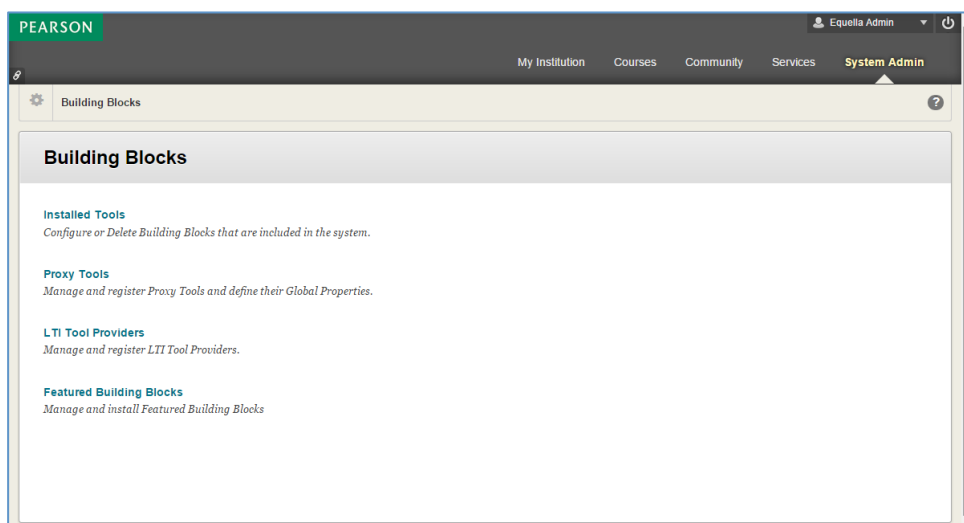 PEARSON
Equella Admin
My Institution Courses Community Services System Admin
Building Blocks
?
Building Blocks
Installed Tools
Configure or Delete Building Blocks that are included in the system.
Proxy Tools
Manage and register Proxy Tools and define their Global Properties.
LTI Tool Providers
Manage and register LTI Tool Providers.
Featured Building Blocks
Manage and install Featured Building Blocks